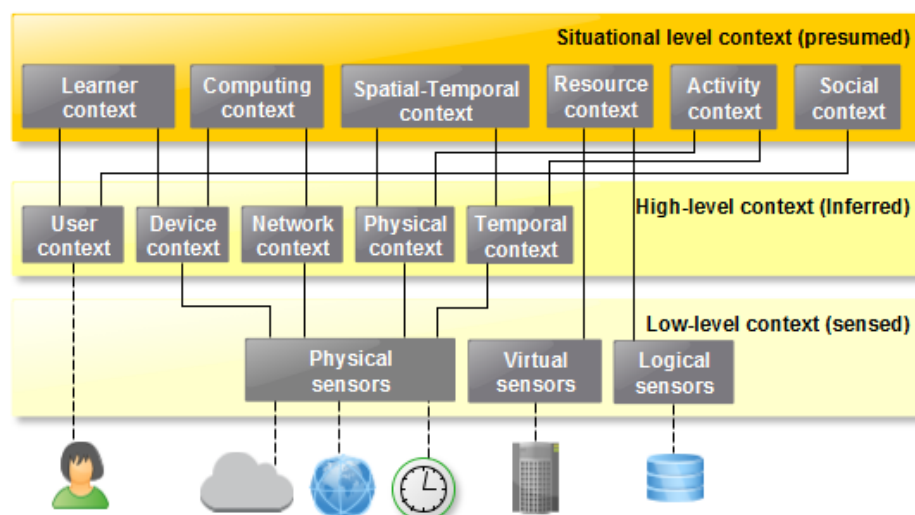 Situational level context (presumed)
Learner
context
Computing
context
Spatial-Temporal
context
Resource
context
Activity
context
Social
context
High-level context (Inferred)
User
context
Device
context
Network
context
Physical
context
Temporal
context
Low-level context (sensed)
Physical
sensors
Virtual
sensors
Logical
sensors